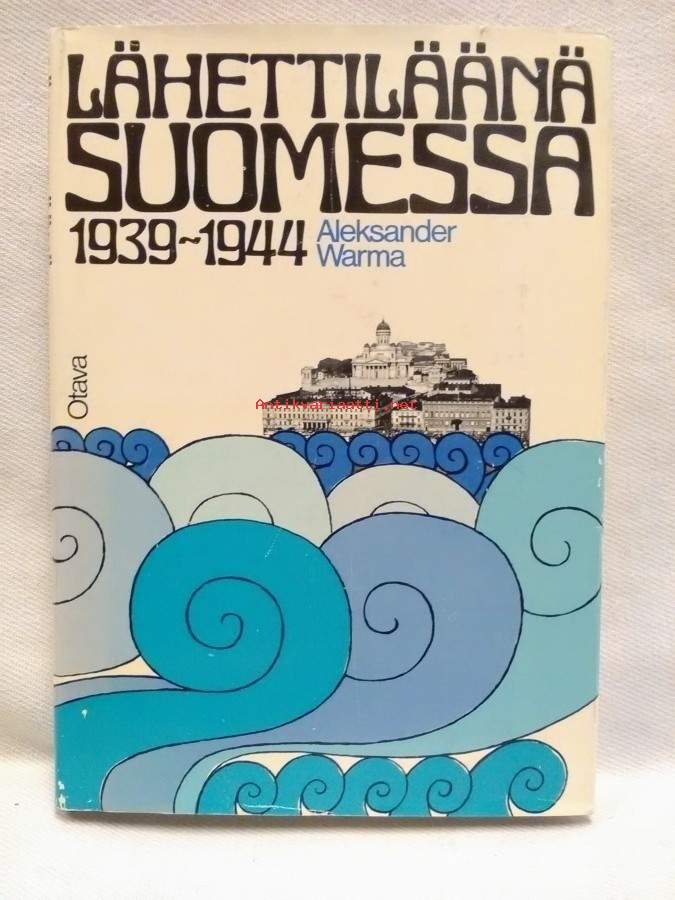 LÄHETTILÄÄNÄ
SUOMESSA
1939~1944 Aleksander
Warma
Otava
Antikvariaatti.net